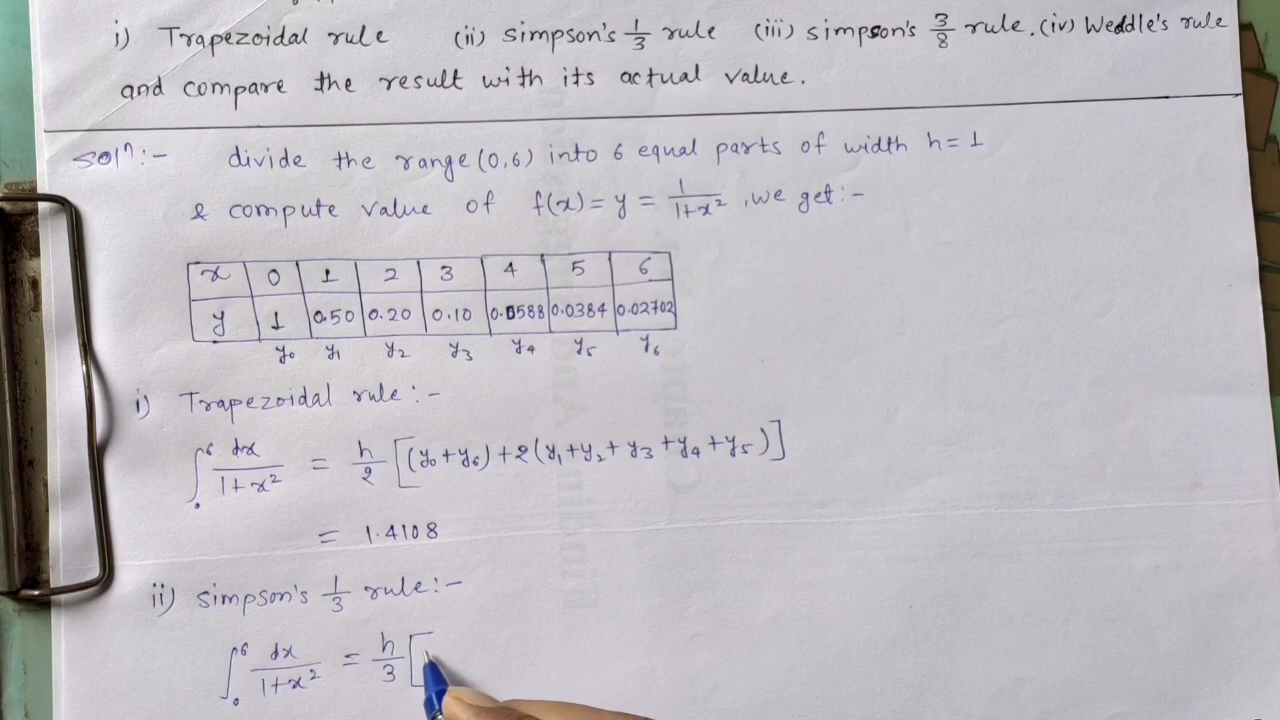 i) Trapezoidal rule (ii) simpson's 1/3 rule (iii) simpson's 3/8 rule. (iv) Weddle's rule
and compare the result with its actual value.
Solⁿ:- divide the range (0,6) into 6 equal parts of width h = 1
& compute value of f(x) = y = 1/(1+x²), we get:-
x 0 1 2 3 4 5 6
y 1 0.50 0.20 0.10 0.0588 0.0384 0.02702
y₀ y₁ y₂ y₃ y₄ y₅ y₆
i) Trapezoidal rule:-
∫₀⁶ dx/(1+x²) = h/2 [(y₀+y₆)+2(y₁+y₂+y₃+y₄+y₅)]
= 1.4108
ii) simpson's 1/3 rule:-
∫₀⁶ dx/(1+x²) = h/3 [